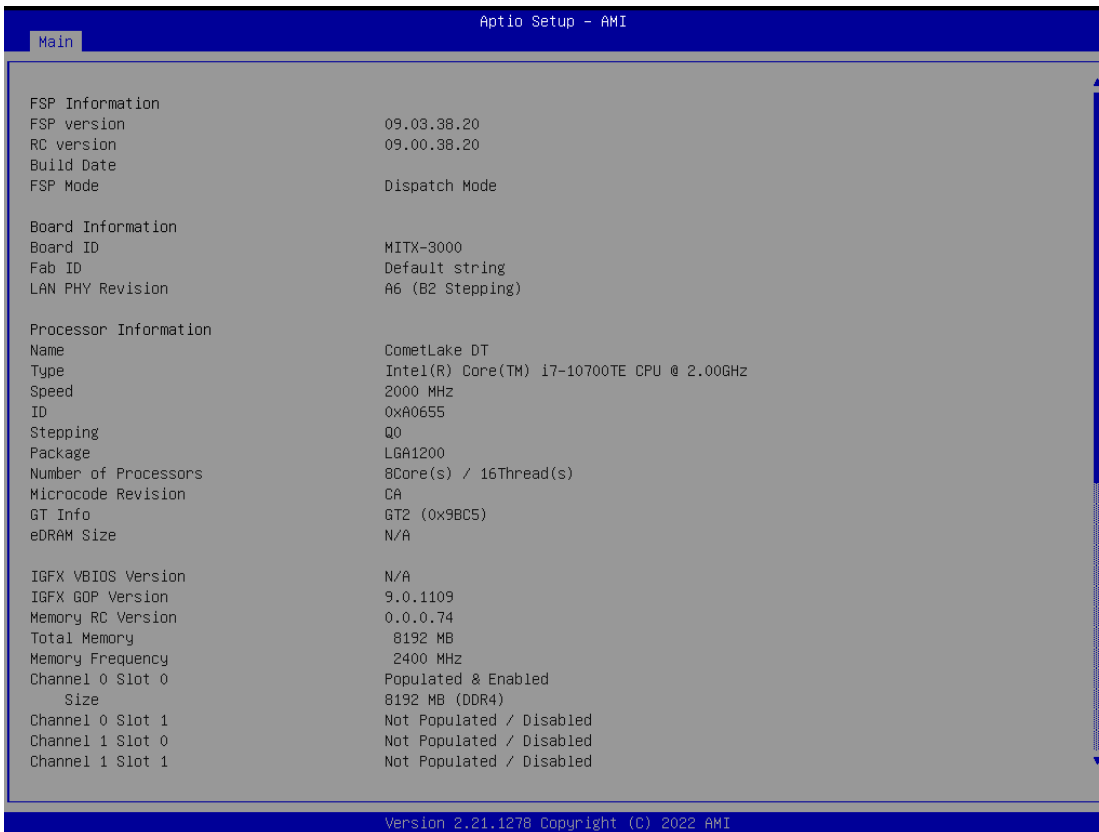 Aptio Setup - AMI
Main
FSP Information
FSP version 09.03.38.20
RC version 09.00.38.20
Build Date
FSP Mode Dispatch Mode
Board Information
Board ID MITX-3000
Fab ID Default string
LAN PHY Revision A6 (B2 Stepping)
Processor Information
Name CometLake DT
Type Intel(R) Core(TM) i7-10700TE CPU @ 2.00GHz
Speed 2000 MHz
ID 0xA0655
Stepping Q0
Package LGA1200
Number of Processors 8Core(s) / 16Thread(s)
Microcode Revision CA
GT Info GT2 (0x9BC5)
eDRAM Size N/A
IGFX VBIOS Version N/A
IGFX GOP Version 9.0.1109
Memory RC Version 0.0.0.74
Total Memory 8192 MB
Memory Frequency 2400 MHz
Channel 0 Slot 0 Populated & Enabled
Size 8192 MB (DDR4)
Channel 0 Slot 1 Not Populated / Disabled
Channel 1 Slot 0 Not Populated / Disabled
Channel 1 Slot 1 Not Populated / Disabled
Version 2.21.1278 Copyright (C) 2022 AMI